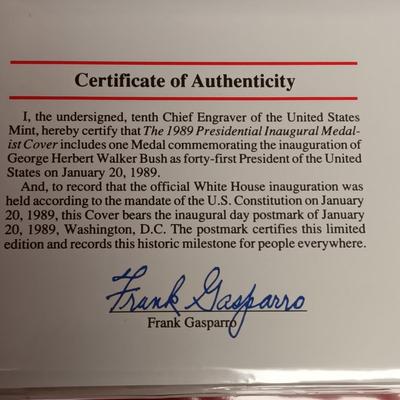 Certificate of Authenticity
I, the undersigned, tenth Chief Engraver of the United States
Mint, hereby certify that The 1989 Presidential Inaugural Medal-
ist Cover includes one Medal commemorating the inauguration of
George Herbert Walker Bush as forty-first President of the United
States on January 20, 1989.
And, to record that the official White House inauguration was
held according to the mandate of the U.S. Constitution on January
20, 1989, this Cover bears the inaugural day postmark of January
20, 1989, Washington, D.C. The postmark certifies this limited
edition and records this historic milestone for people everywhere.
Frank Gasparro
Frank Gasparro